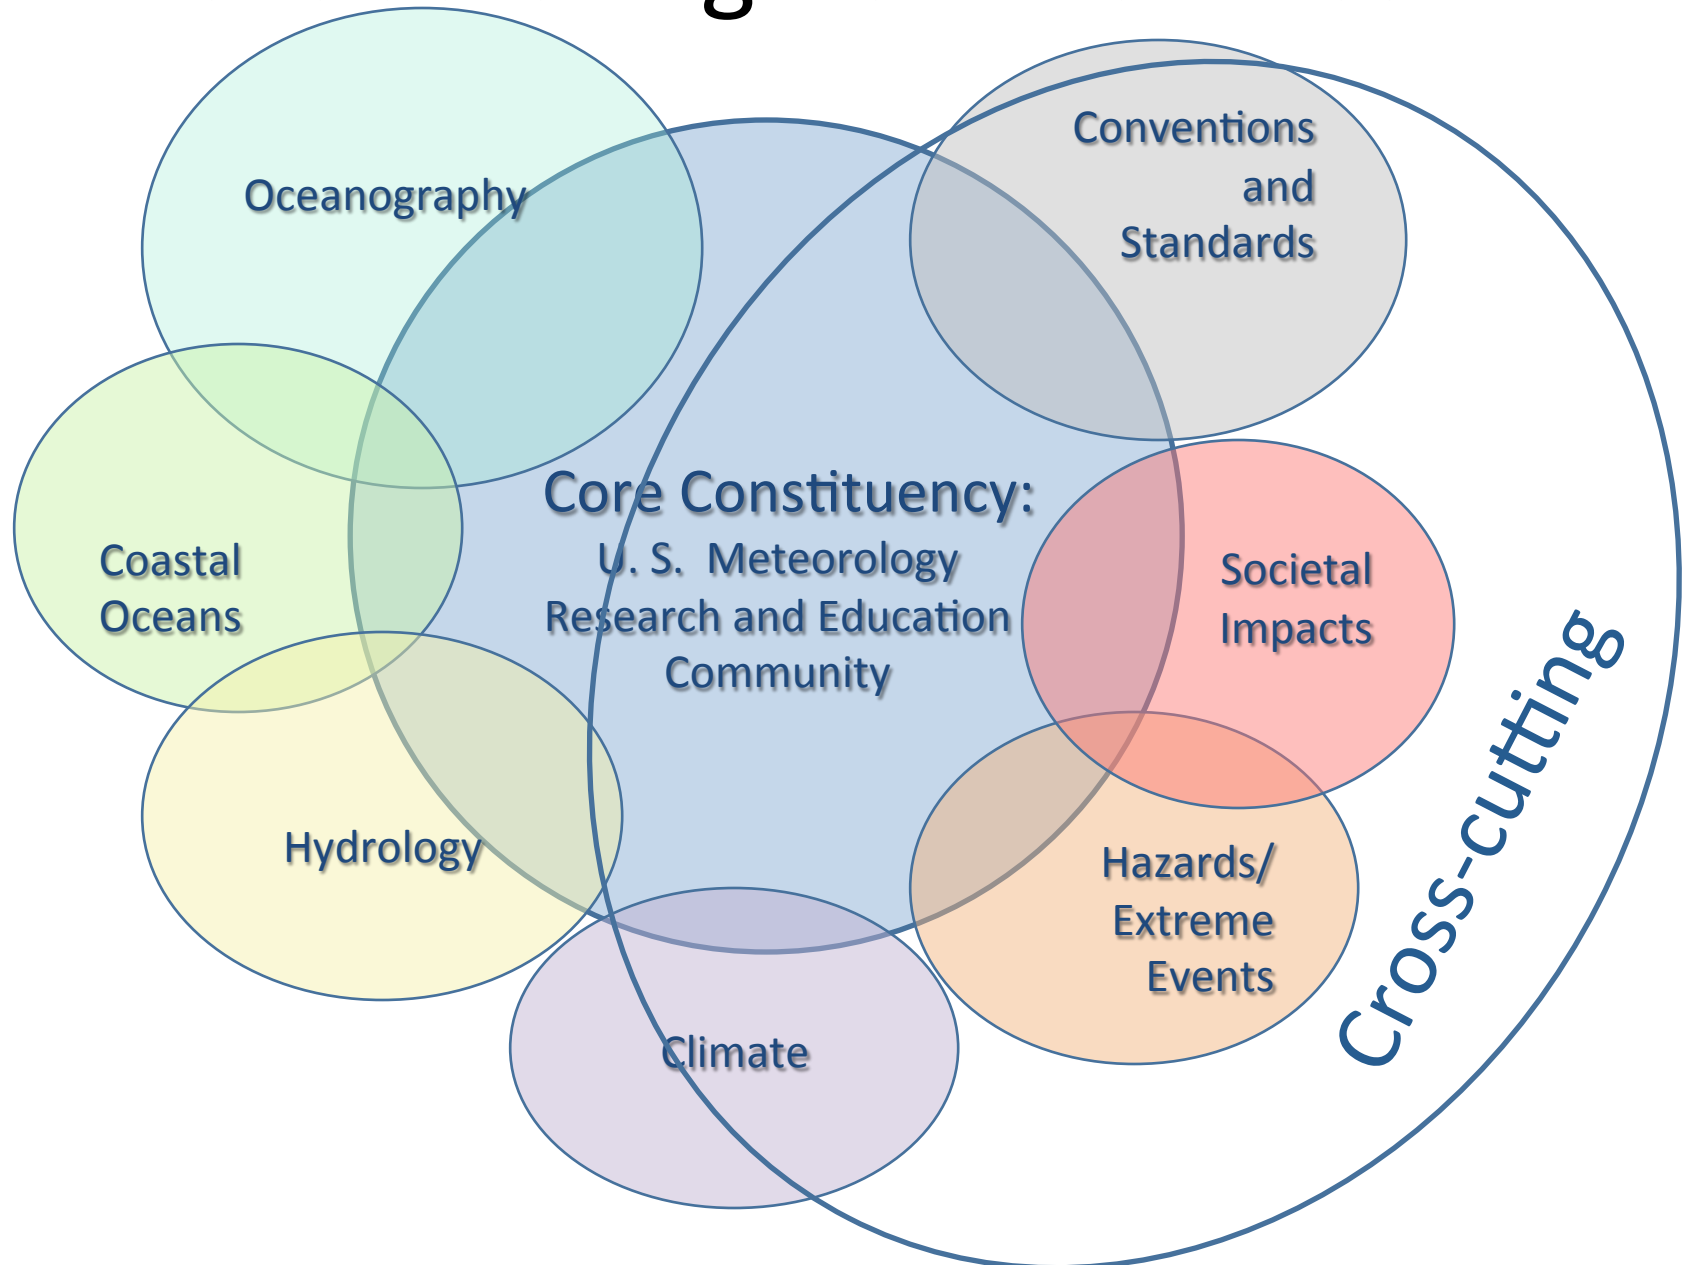 g
Oceanography
Conventions
and
Standards
Core Constituency:
U. S. Meteorology
Research and Education
Community
Coastal
Oceans
Societal
Impacts
Hydrology
Hazards/
Extreme
Events
Climate
Cross-cutting